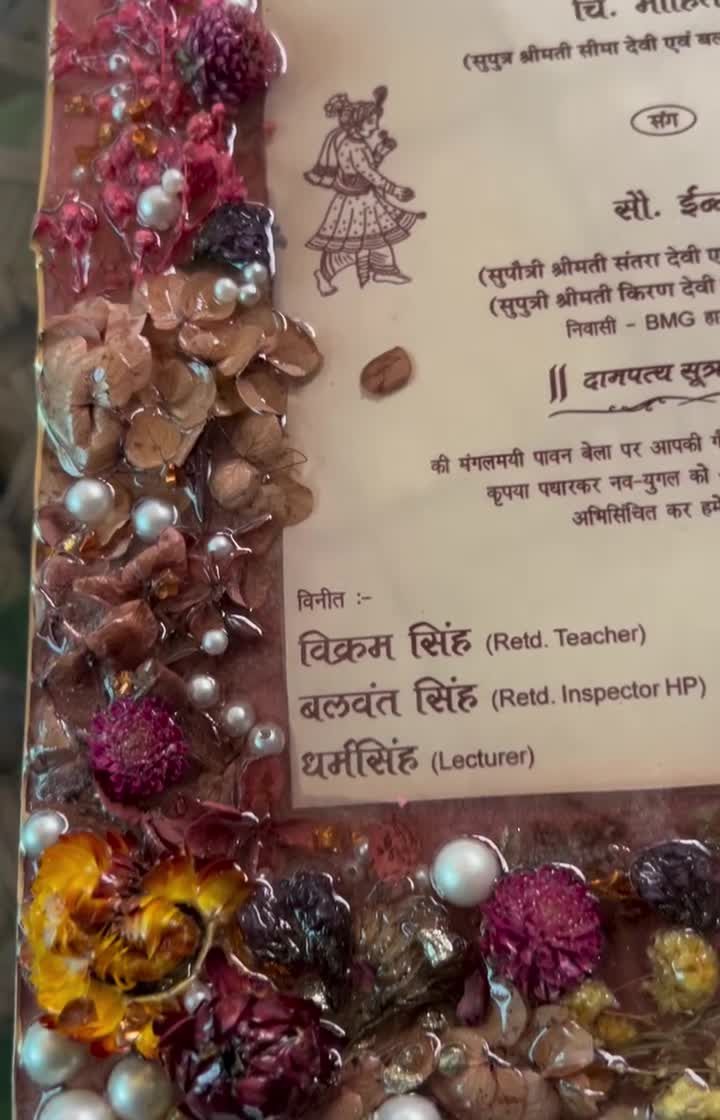 चि.
(सुपुत्र श्रीमती सीमा देवी एवं
संग
सौ.
(सुपौत्री श्रीमती संतरा देवी
(सुपुत्री श्रीमती किरण देवी
निवासी - BMG
|| दामपत्य सूत्र
की मंगलमयी पावन बेला पर आपकी
कृपया पधारकर नव-युगल को
अभिसिंचित कर
विनीत :-
विक्रम सिंह (Retd. Teacher)
बलवंत सिंह (Retd. Inspector HP)
धर्मसिंह (Lecturer)